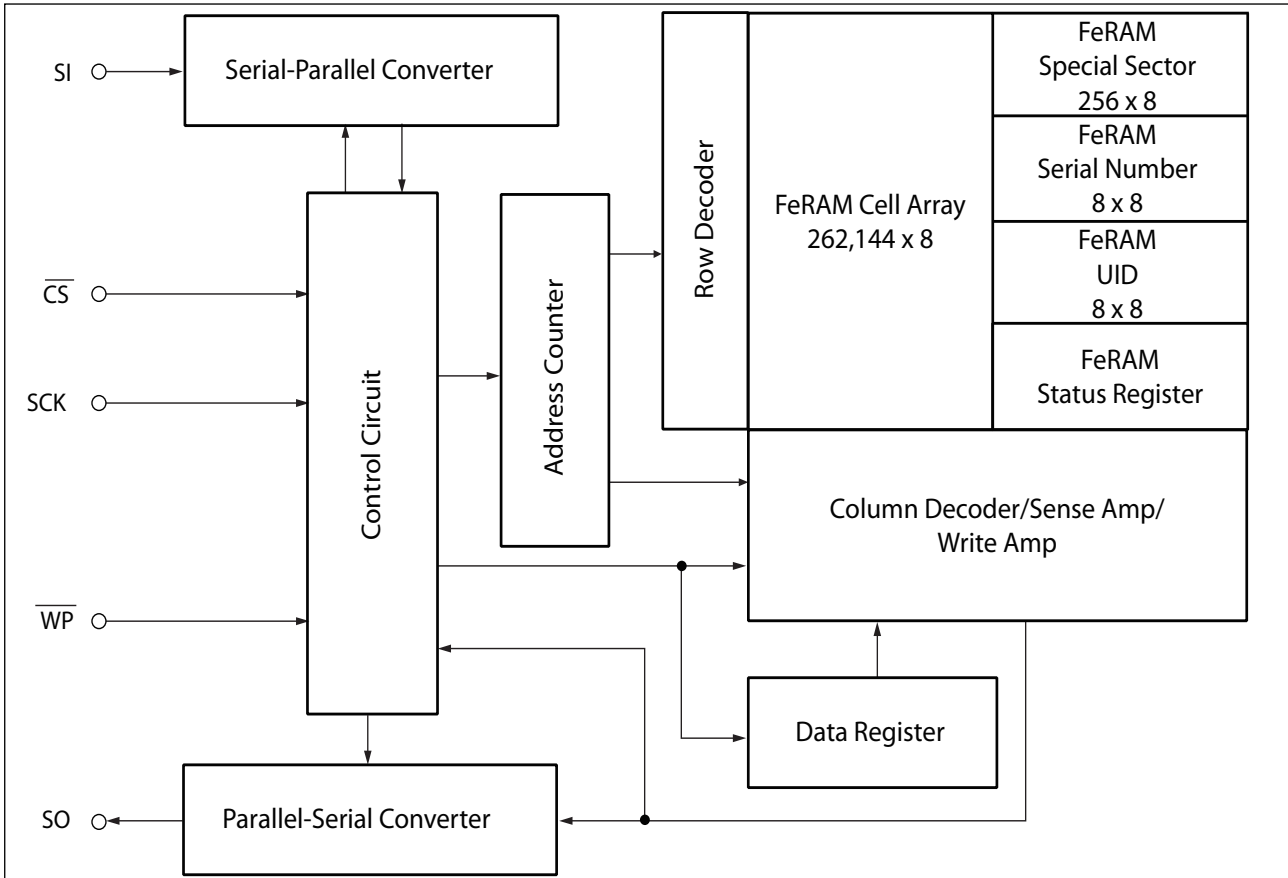 SI
Serial-Parallel Converter
CS
SCK
WP
SO
Control Circuit
Address Counter
Row Decoder
FeRAM Cell Array
262,144 x 8
FeRAM
Special Sector
256 x 8
FeRAM
Serial Number
8 x 8
FeRAM
UID
8 x 8
FeRAM
Status Register
Column Decoder/Sense Amp/
Write Amp
Data Register
Parallel-Serial Converter